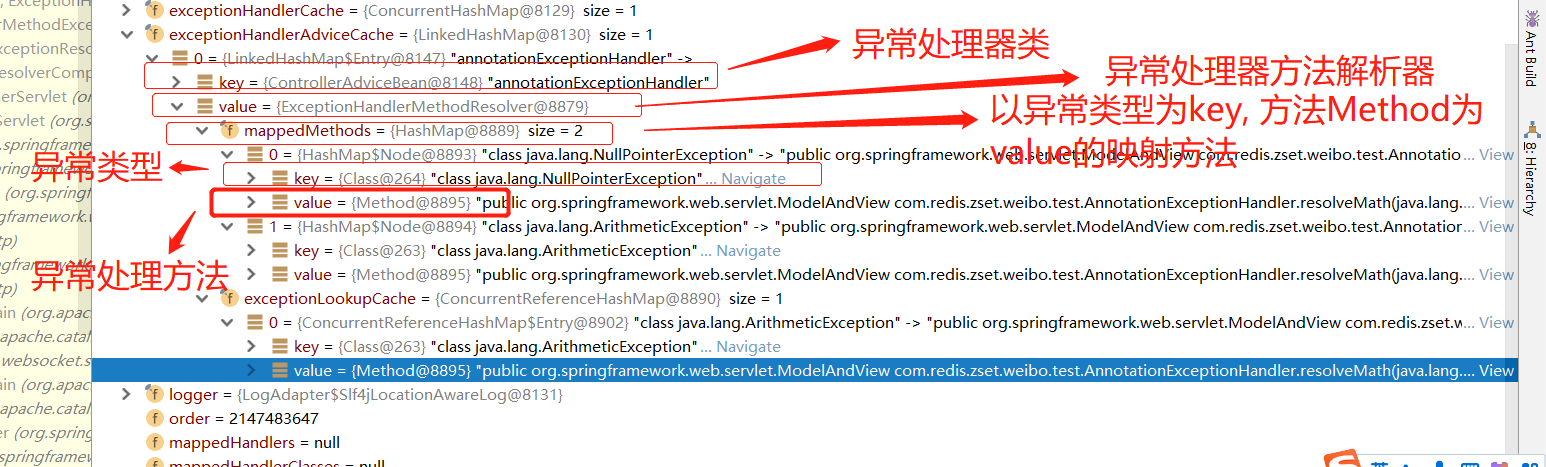 exceptionHandlerCache = {ConcurrentHashMap@8129} size = 1
exceptionHandlerAdviceCache = {LinkedHashMap@8130} size = 1
0 = {LinkedHashMap$Entry@8147} "annotationExceptionHandler" ->
异常处理器类
key = {ControllerAdviceBean@8148} "annotationExceptionHandler"
异常处理器方法解析器
value = {ExceptionHandlerMethodResolver@8879}
以异常类型为key, 方法Method为
value的映射方法
mappedMethods = {HashMap@8889} size = 2
0 = {HashMap$Node@8893} "class java.lang.NullPointerException" -> "public org.springframework.web.servlet.ModelAndView com.redis.zset.weibo.test.Annotatio... View
异常类型
key = {Class@264} "class java.lang.NullPointerException"... Navigate
value = {Method@8895} "public org.springframework.web.servlet.ModelAndView com.redis.zset.weibo.test.AnnotationExceptionHandler.resolveMath(java.lang.... View
1 = {HashMap$Node@8894} "class java.lang.ArithmeticException" -> "public org.springframework.web.servlet.ModelAndView com.redis.zset.weibo.test.Annotation... View
key = {Class@263} "class java.lang.ArithmeticException" ... Navigate
异常处理方法
value = {Method@8895} "public org.springframework.web.servlet.ModelAndView com.redis.zset.weibo.test.AnnotationExceptionHandler.resolveMath(java.lang.... View
exceptionLookupCache = {ConcurrentReferenceHashMap@8890} size = 1
0 = {ConcurrentReferenceHashMap$Entry@8902} "class java.lang.ArithmeticException" -> "public org.springframework.web.servlet.ModelAndView com.redis.zset.w... View
key = {Class@263} "class java.lang.ArithmeticException" ... Navigate
value = {Method@8895} "public org.springframework.web.servlet.ModelAndView com.redis.zset.weibo.test.AnnotationExceptionHandler.resolveMath(java.lang.... View
logger = {LogAdapter$Slf4jLocationAwareLog@8131}
order = 2147483647
mappedHandlers = null
mappedHandlerClasses = null
Ant Build
8: Hierarchy